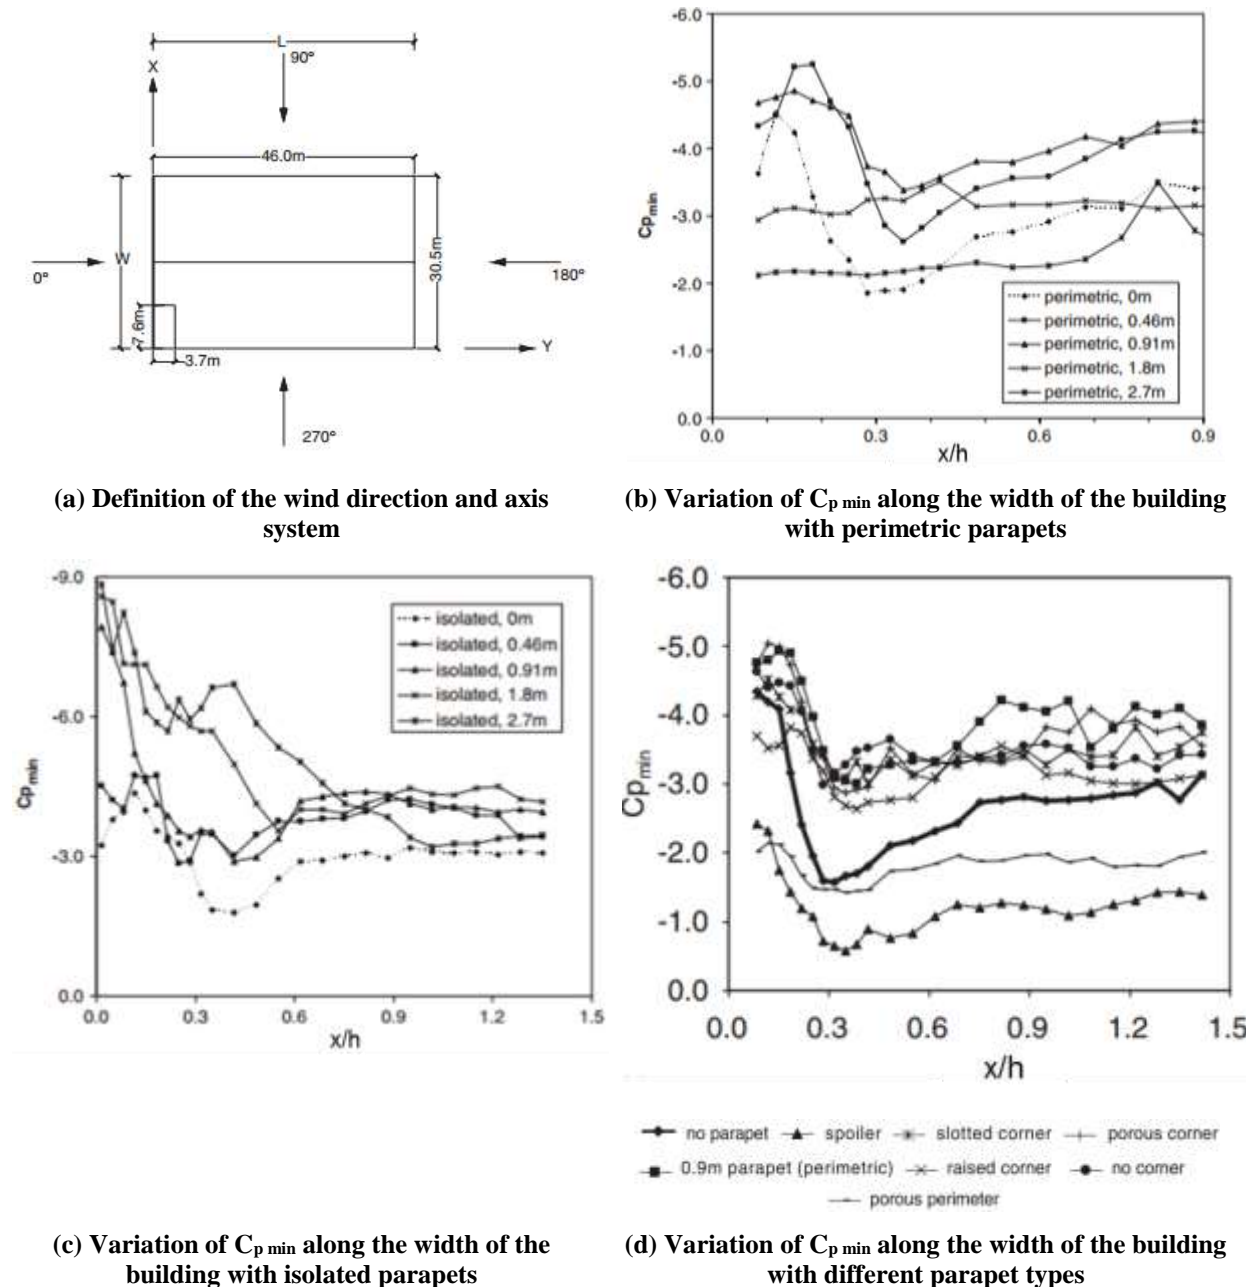 L
90°
X
46.0m
W
30.5m
0°
180°
7.6m
3.7m
Y
270°
(a) Definition of the wind direction and axis
system
-6.0
-5.0
-4.0
-3.0
-2.0
-1.0
0.0
Cp min
perimetric, 0m
perimetric, 0.46m
perimetric, 0.91m
perimetric, 1.8m
perimetric, 2.7m
0.0 0.3 0.6 0.9
x/h
(b) Variation of Cp min along the width of the building
with perimetric parapets
-9.0
-6.0
-3.0
0.0
Cp min
isolated, 0m
isolated, 0.46m
isolated, 0.91m
isolated, 1.8m
isolated, 2.7m
0.0 0.3 0.6 0.9 1.2 1.5
x/h
(c) Variation of Cp min along the width of the
building with isolated parapets
-6.0
-5.0
-4.0
-3.0
-2.0
-1.0
0.0
Cp min
0.0 0.3 0.6 0.9 1.2 1.5
x/h
no parapet spoiler slotted corner porous corner
0.9m parapet (perimetric) raised corner no corner
porous perimeter
(d) Variation of Cp min along the width of the building
with different parapet types